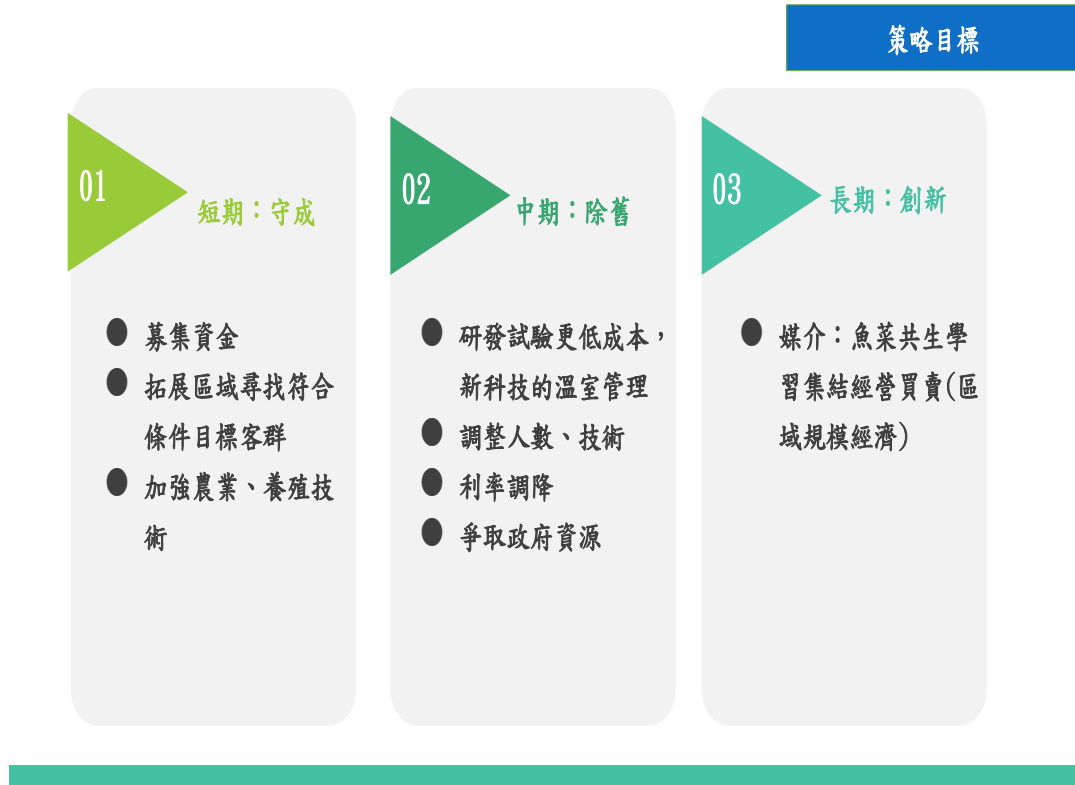 策略目標
01
短期：守成
募集資金
拓展區域尋找符合
條件目標客群
加強農業、養殖技
術
02
中期：除舊
研發試驗更低成本，
新科技的溫室管理
調整人數、技術
利率調降
爭取政府資源
03
長期：創新
媒介：魚菜共生學
習集結經營買賣(區
域規模經濟)